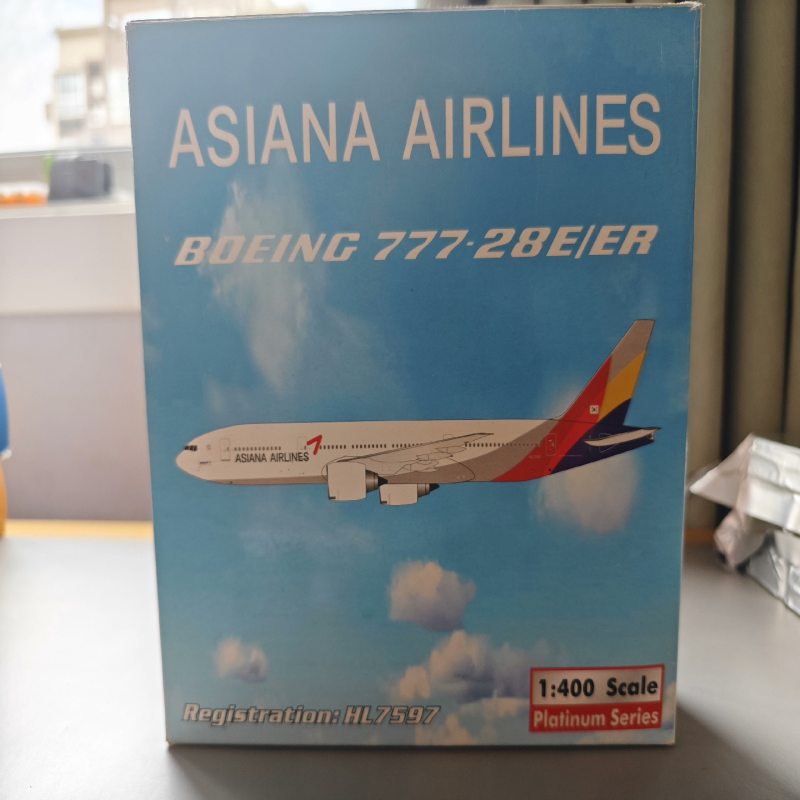 ASIANA AIRLINES
BOEING 777-28E/ER
ASIANA AIRLINES
Registration: HL7597
1:400 Scale
Platinum Series